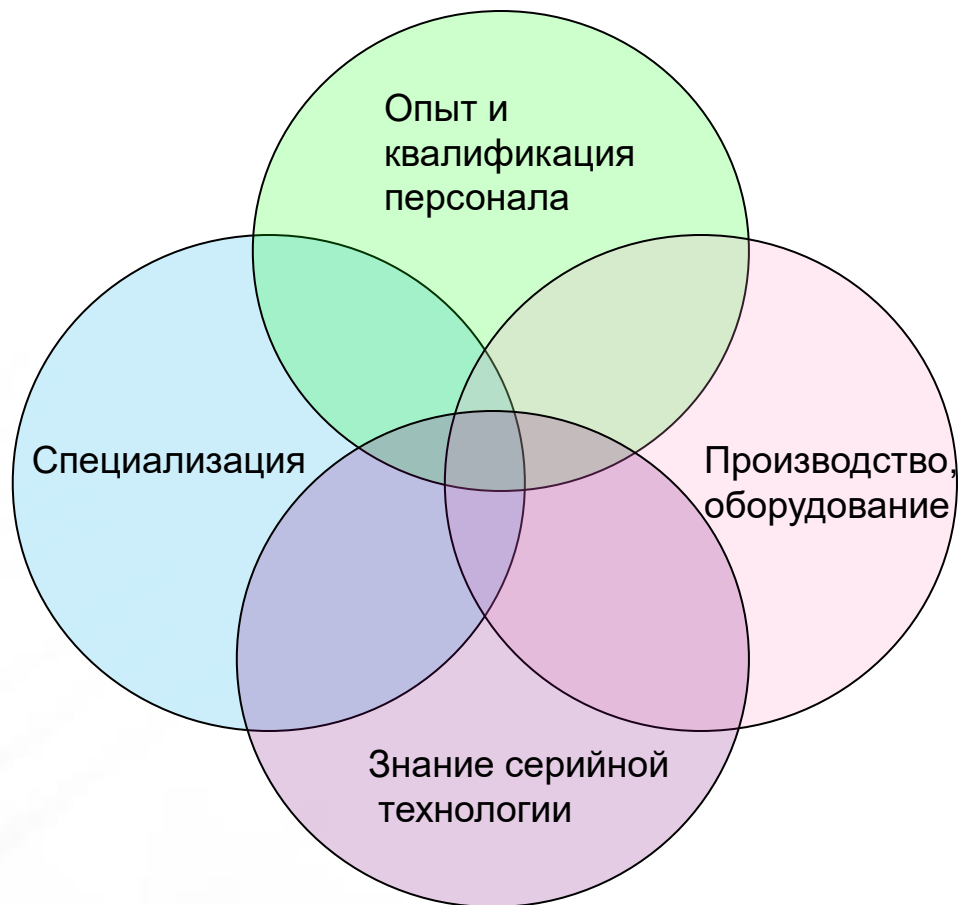 Опыт и
квалификация
персонала
Специализация
Производство,
оборудование
Знание серийной
технологии